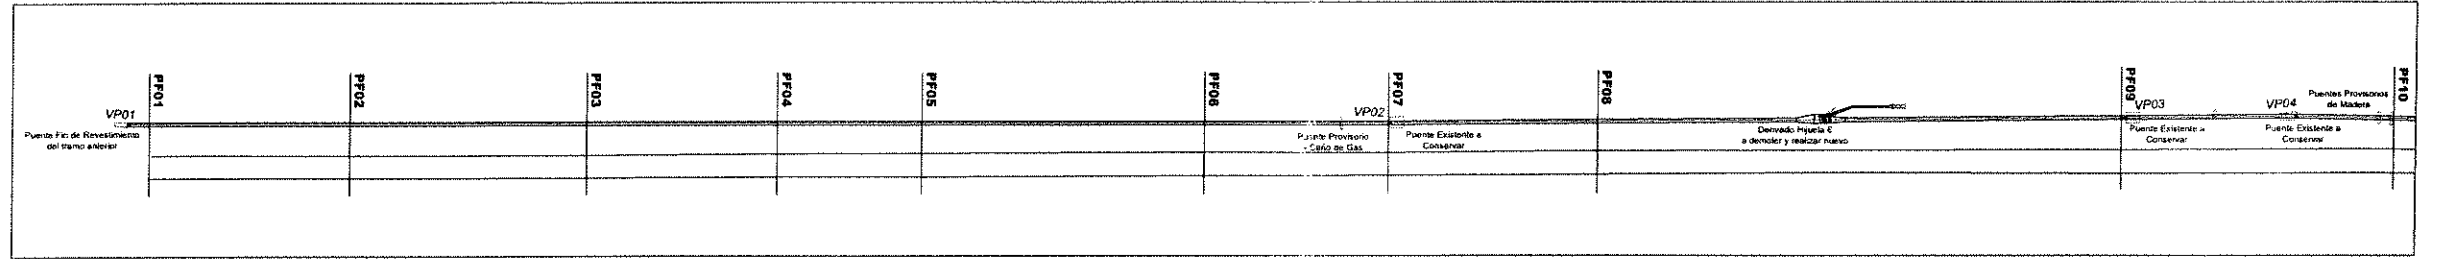 PF01
PF02
PF03
PF04
PF05
PF06
PF07
PF08
PF09
PF10
VP01
Puente Fin de Revestimiento
del tramo anterior
Puente Provisorio
- Caño de Gas
VP02
Puente Existente a
Conservar
Derivado Hijuela 6
a demoler y realizar nuevo
VP03
Puente Existente a
Conservar
VP04
Puente Existente a
Conservar
Puentes Provisorios
de Madera